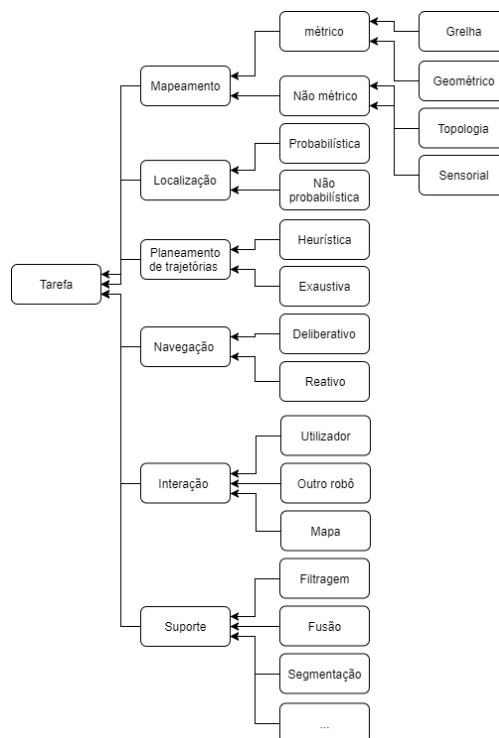 métrico
Grelha
Mapeamento
Geométrico
Não métrico
Topologia
Sensorial
Probabilística
Localização
Não
probabilística
Planeamento
de trajetórias
Heurística
Exaustiva
Tarefa
Deliberativo
Navegação
Reativo
Utilizador
Interação
Outro robô
Mapa
Filtragem
Suporte
Fusão
Segmentação
...